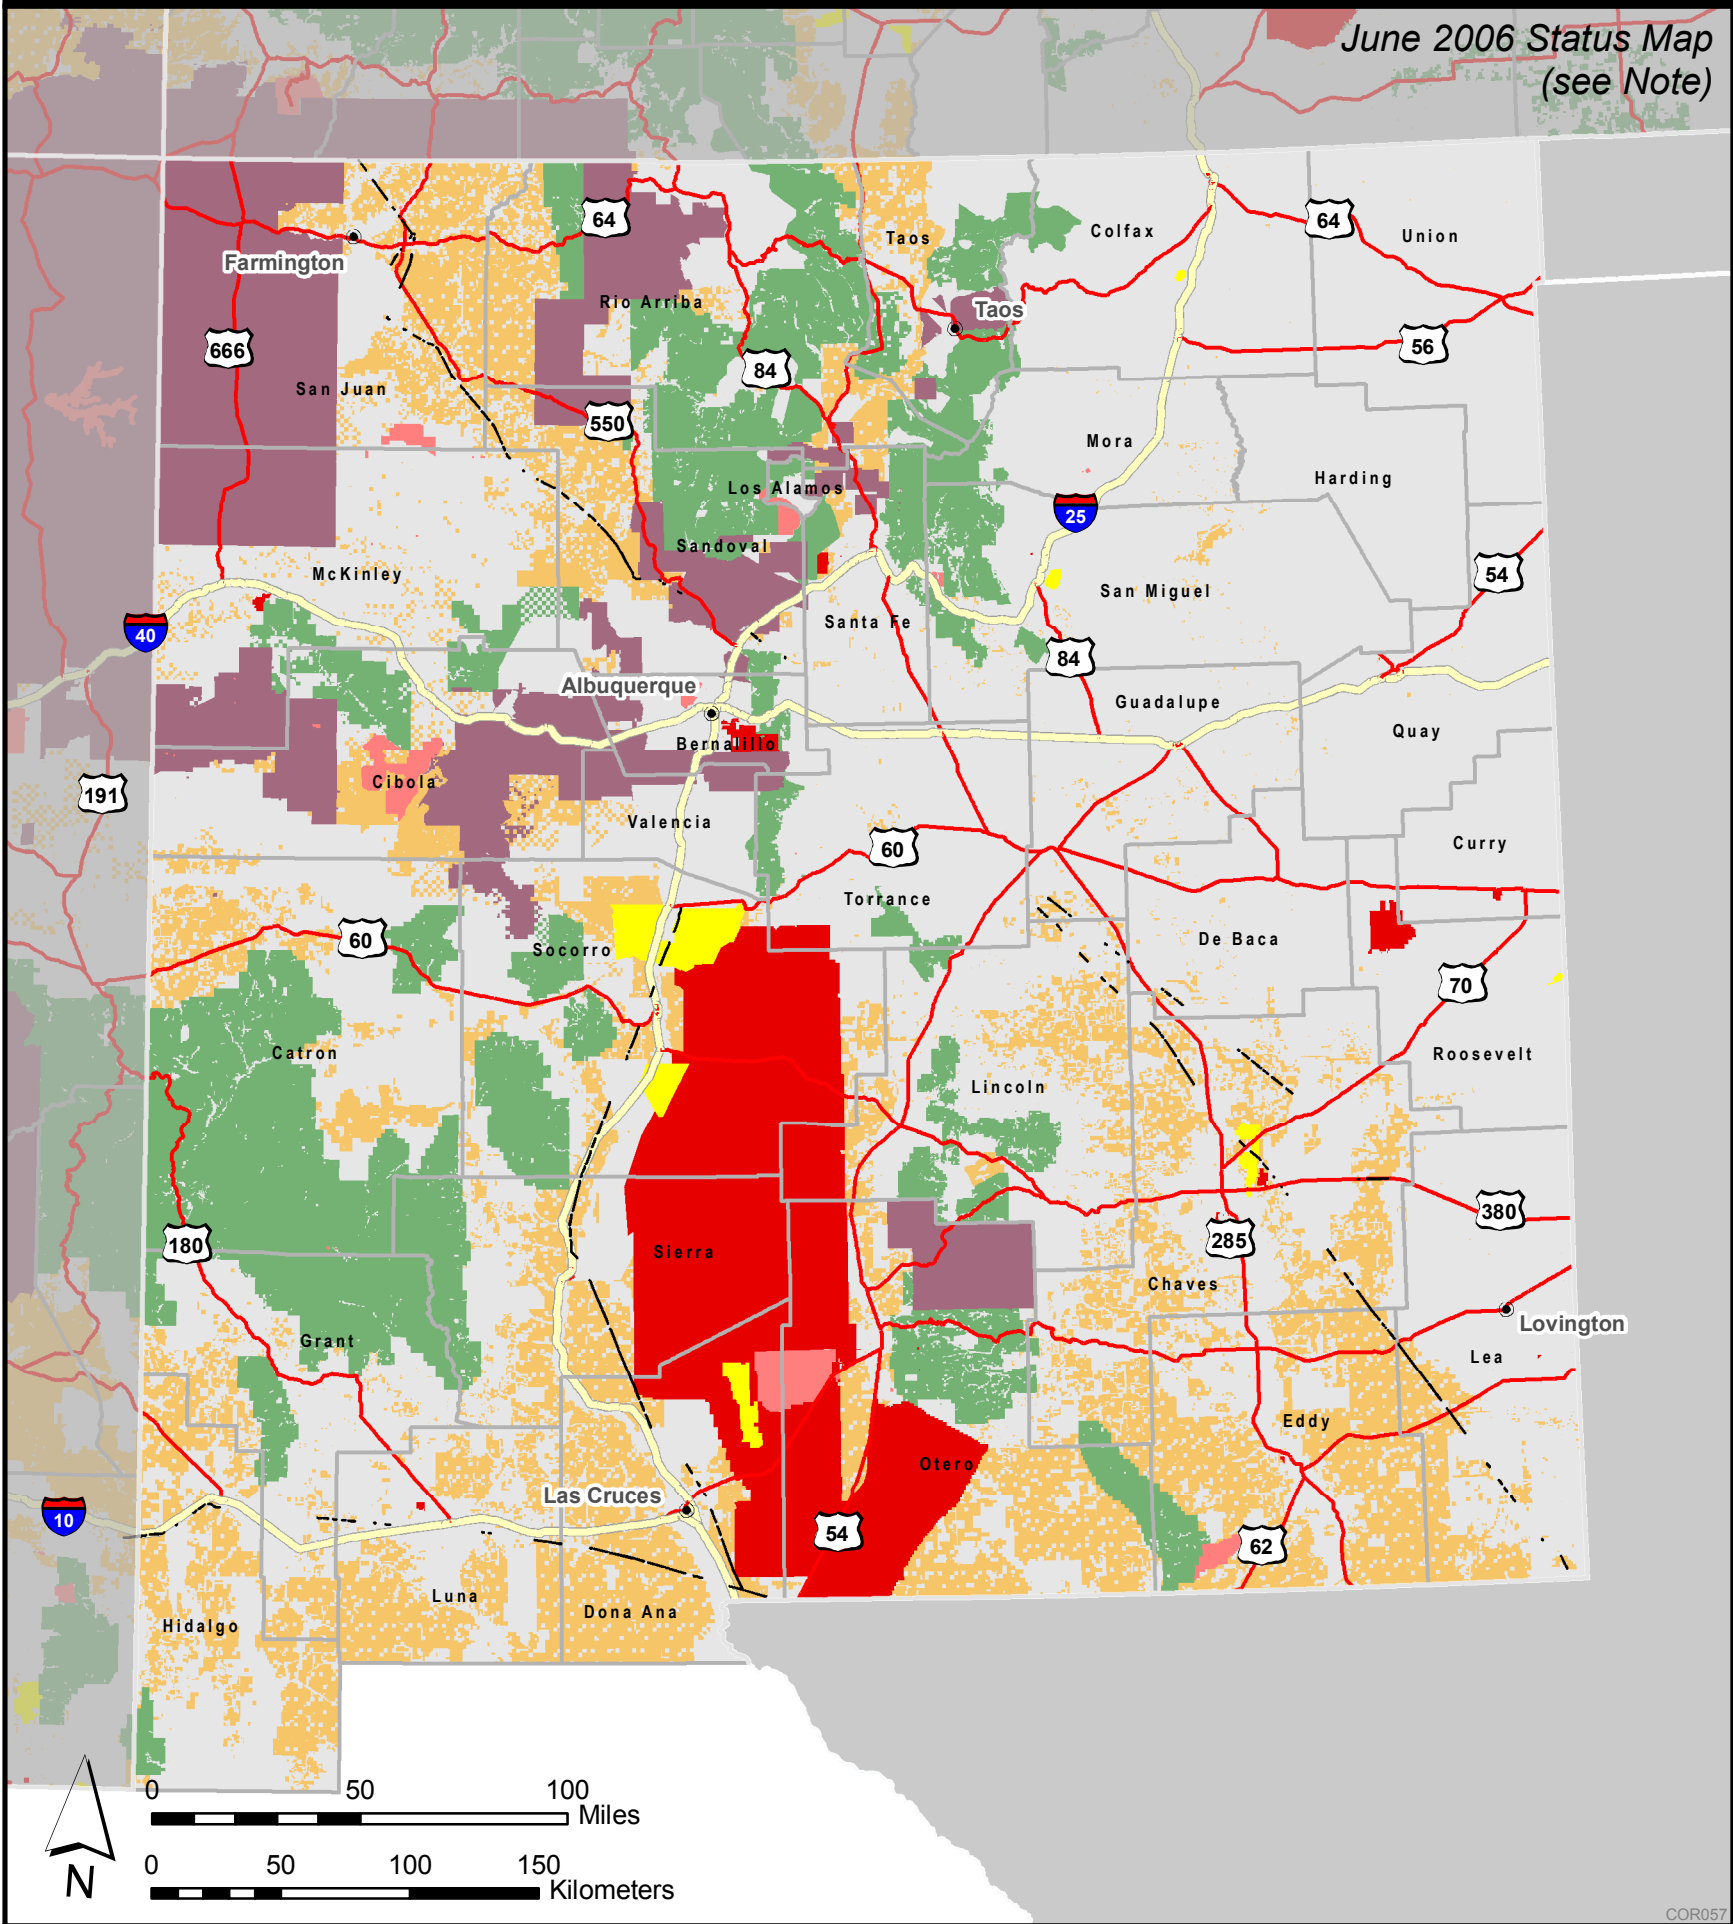 June 2006 Status Map
(see Note)
64
Taos
Colfax
64
Union
Farmington
Rio Arriba
Taos
666
84
56
San Juan
550
Mora
Harding
Los Alamos
25
Sandoval
54
McKinley
San Miguel
40
Santa Fe
84
Albuquerque
Guadalupe
Bernalillo
Quay
191
Cibola
Valencia
60
Curry
Torrance
60
Socorro
De Baca
70
Catron
Roosevelt
Lincoln
180
Sierra
285
380
Chaves
Grant
Lovington
Lea
Eddy
Otero
Las Cruces
10
54
62
Luna
Dona Ana
Hidalgo
0 50 100
Miles
0 50 100 150
Kilometers
N
COR057